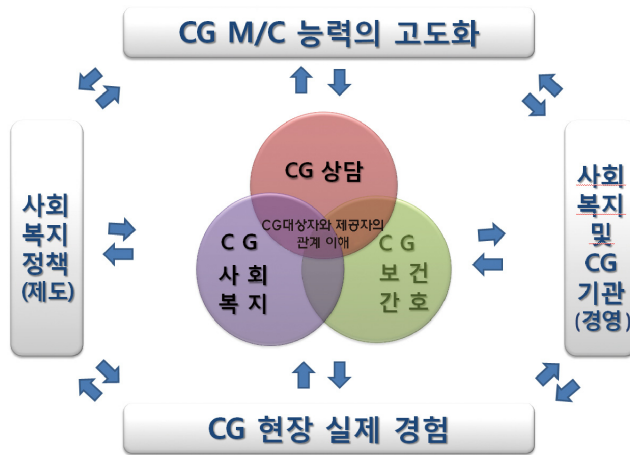 CG M/C 능력의 고도화
CG 상담
CG대상자와 제공자의
관계 이해
C G
사 회
복 지
C G
보 건
간 호
사회
복지
정책
(제도)
사회
복지
및
CG
기관
(경영)
CG 현장 실제 경험